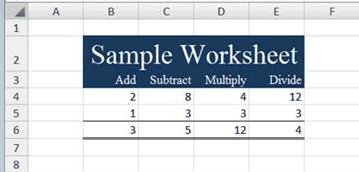 A B C D E F
1
2 Sample Worksheet
3 Add Subtract Multiply Divide
4 2 8 4 12
5 1 3 3 3
6 3 5 12 4
7
8